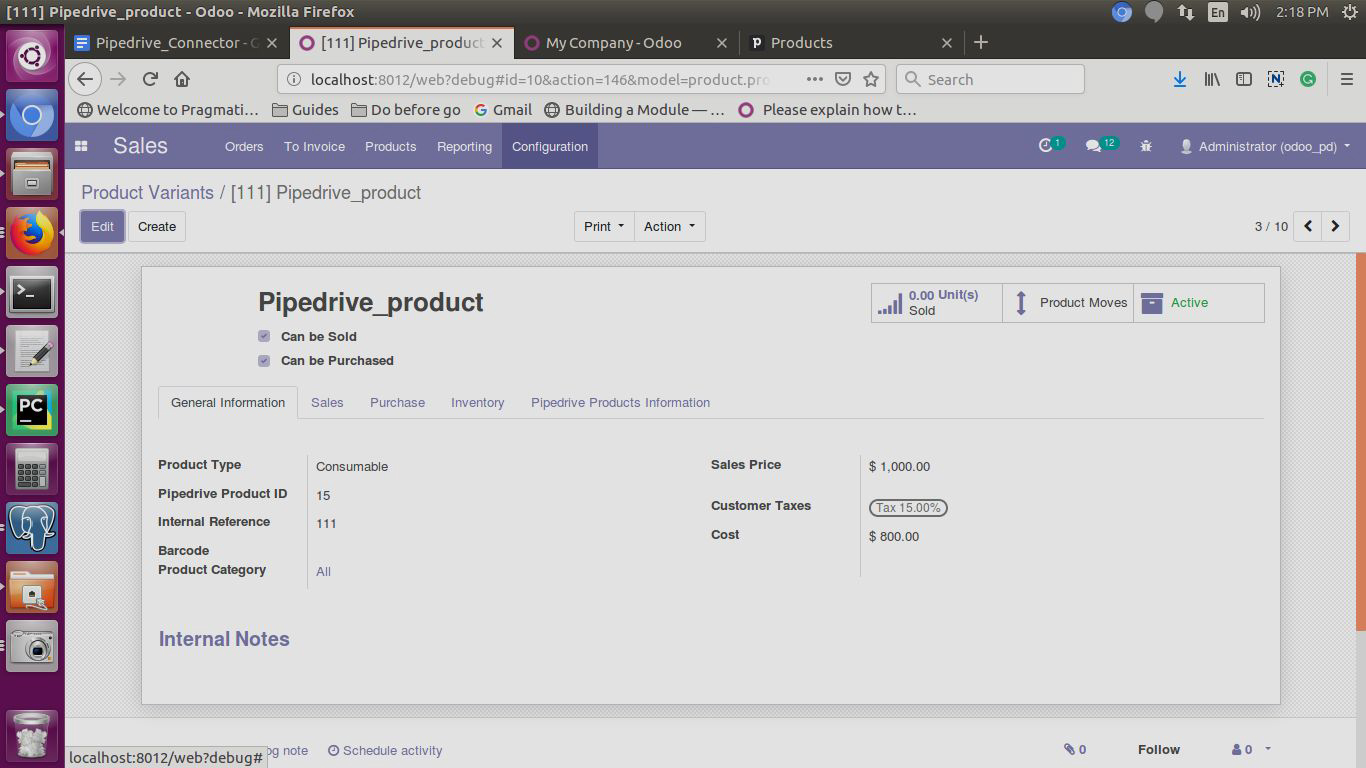 [111] Pipedrive_product - Odoo - Mozilla Firefox
En
2:18 PM
Pipedrive_Connector -
[111] Pipedrive_product
My Company - Odoo
Products
localhost:8012/web?debug#id=10&action=146&model=product.pro
Search
Welcome to Pragmati...
Guides
Do before go
Gmail
Building a Module — ...
Please explain how t...
Sales
Orders
To Invoice
Products
Reporting
Configuration
1
12
Administrator (odoo_pd)
Product Variants / [111] Pipedrive_product
Edit
Create
Print
Action
3 / 10
Pipedrive_product
Can be Sold
Can be Purchased
0.00 Unit(s)
Sold
Product Moves
Active
General Information
Sales
Purchase
Inventory
Pipedrive Products Information
Product Type
Consumable
Pipedrive Product ID
15
Internal Reference
111
Barcode
Product Category
All
Sales Price
$ 1,000.00
Customer Taxes
Tax 15.00%
Cost
$ 800.00
Internal Notes
PC
og note
Schedule activity
0
Follow
0
localhost:8012/web?debug#